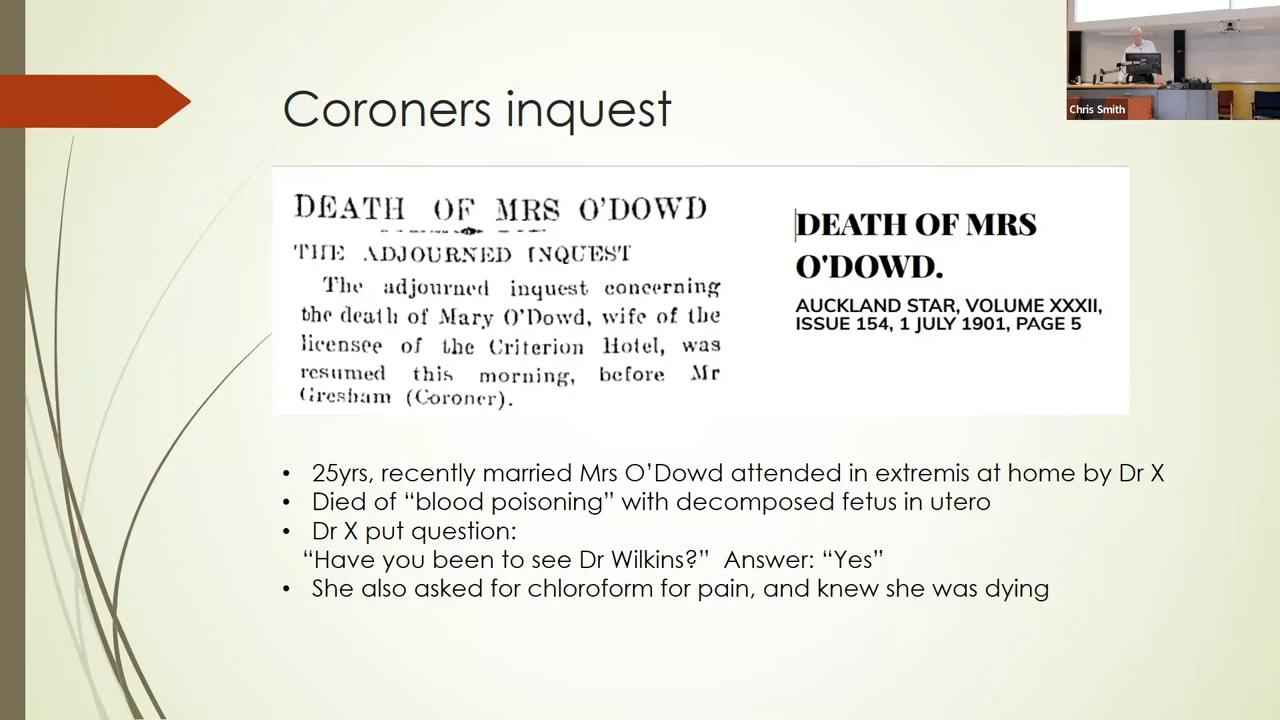 Coroners inquest
Chris Smith
DEATH OF MRS O'DOWD
THE ADJOURNED INQUEST
The adjourned inquest concerning
the death of Mary O'Dowd, wife of the
licensee of the Criterion Hotel, was
resumed this morning, before Mr
Gresham (Coroner).
DEATH OF MRS
O'DOWD.
AUCKLAND STAR, VOLUME XXXII,
ISSUE 154, 1 JULY 1901, PAGE 5
• 25yrs, recently married Mrs O’Dowd attended in extremis at home by Dr X
• Died of “blood poisoning” with decomposed fetus in utero
• Dr X put question:
“Have you been to see Dr Wilkins?” Answer: “Yes”
• She also asked for chloroform for pain, and knew she was dying